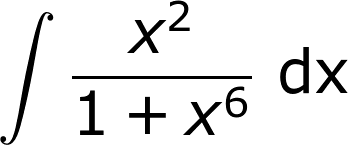 ∫ x² / (1 + x⁶) dx